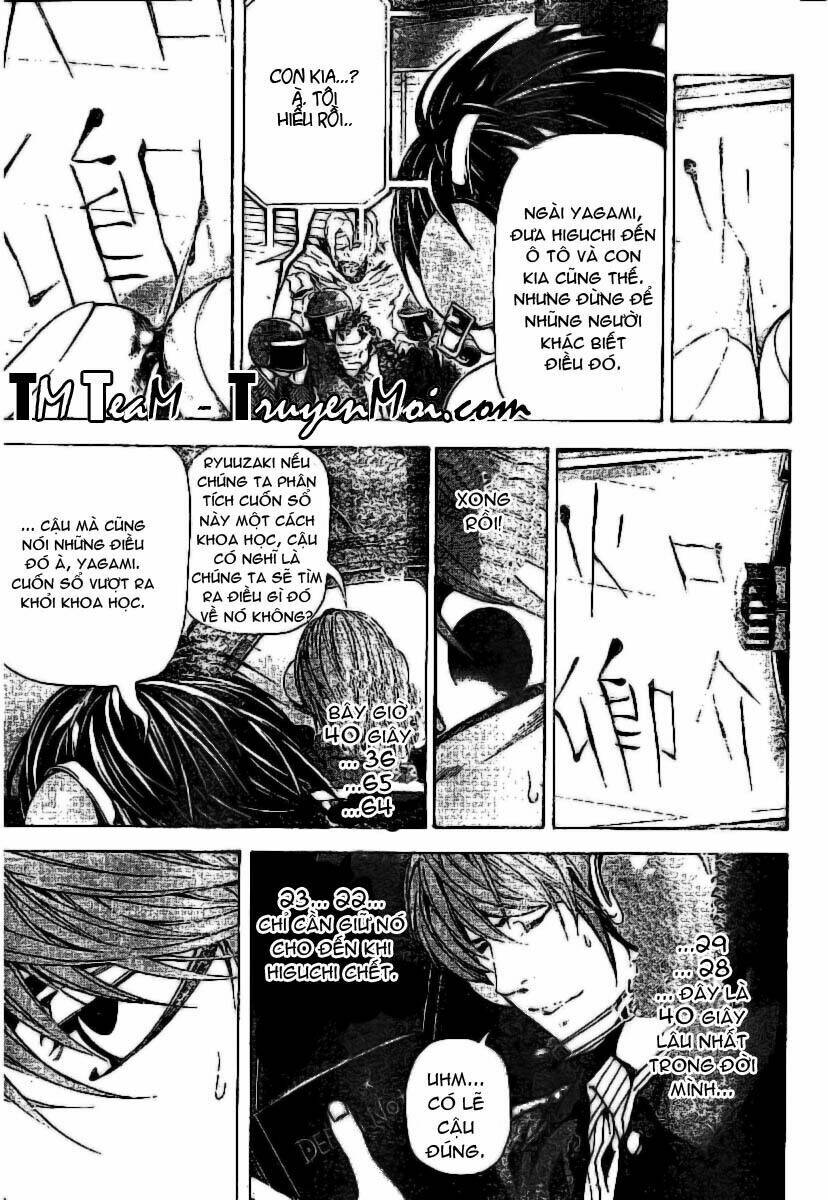 NGÀI YAGAMI,
ĐƯA HIGUCHI ĐẾN
Ô TÔ VÀ CON
KIA CŨNG THẾ.
NHƯNG ĐỪNG ĐỂ
NHỮNG NGƯỜI
KHÁC BIẾT
ĐIỀU ĐÓ.
CON KIA...?
À. TÔI
HIỂU RỒI..
TM TeaM - TruyenMoi.com
XONG
RỒI!
RYUUZAKI NẾU
CHÚNG TA PHÂN
TÍCH CUỐN SỔ
NÀY MỘT CÁCH
KHOA HỌC, CẬU
CÓ NGHĨ LÀ
CHÚNG TA SẼ TÌM
RA ĐIỀU GÌ ĐÓ
VỀ NÓ KHÔNG?
... CẬU MÀ CŨNG
NÓI NHỮNG ĐIỀU
ĐÓ À, YAGAMI.
CUỐN SỔ VƯỢT RA
KHỎI KHOA HỌC.
BÂY GIỜ
40 GIÂY
... 36
...65
...64
...29
... 28
... ĐÂY LÀ
40 GIÂY
LÂU NHẤT
TRONG ĐỜI
MÌNH...
UHM...
CÓ LẼ
CẬU
ĐÚNG.
23... 22...
CHỈ CẦN GIỮ NÓ
CHO ĐẾN KHI
HIGUCHI CHẾT.